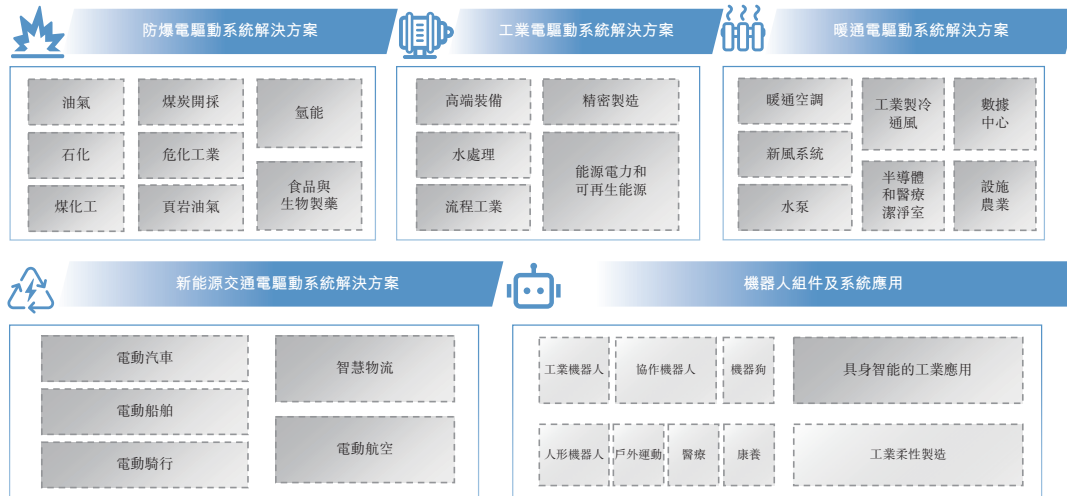 防爆電驅動系統解決方案
油氣
煤炭開採
氫能
石化
危化工業
食品與
生物製藥
煤化工
頁岩油氣
工業電驅動系統解決方案
高端裝備
精密製造
水處理
能源電力和
可再生能源
流程工業
暖通電驅動系統解決方案
暖通空調
工業製冷
通風
數據
中心
新風系統
半導體
和醫療
潔淨室
設施
農業
水泵
新能源交通電驅動系統解決方案
電動汽車
智慧物流
電動船舶
電動航空
電動騎行
機器人組件及系統應用
工業機器人
協作機器人
機器狗
具身智能的工業應用
人形機器人
戶外運動
醫療
康養
工業柔性製造